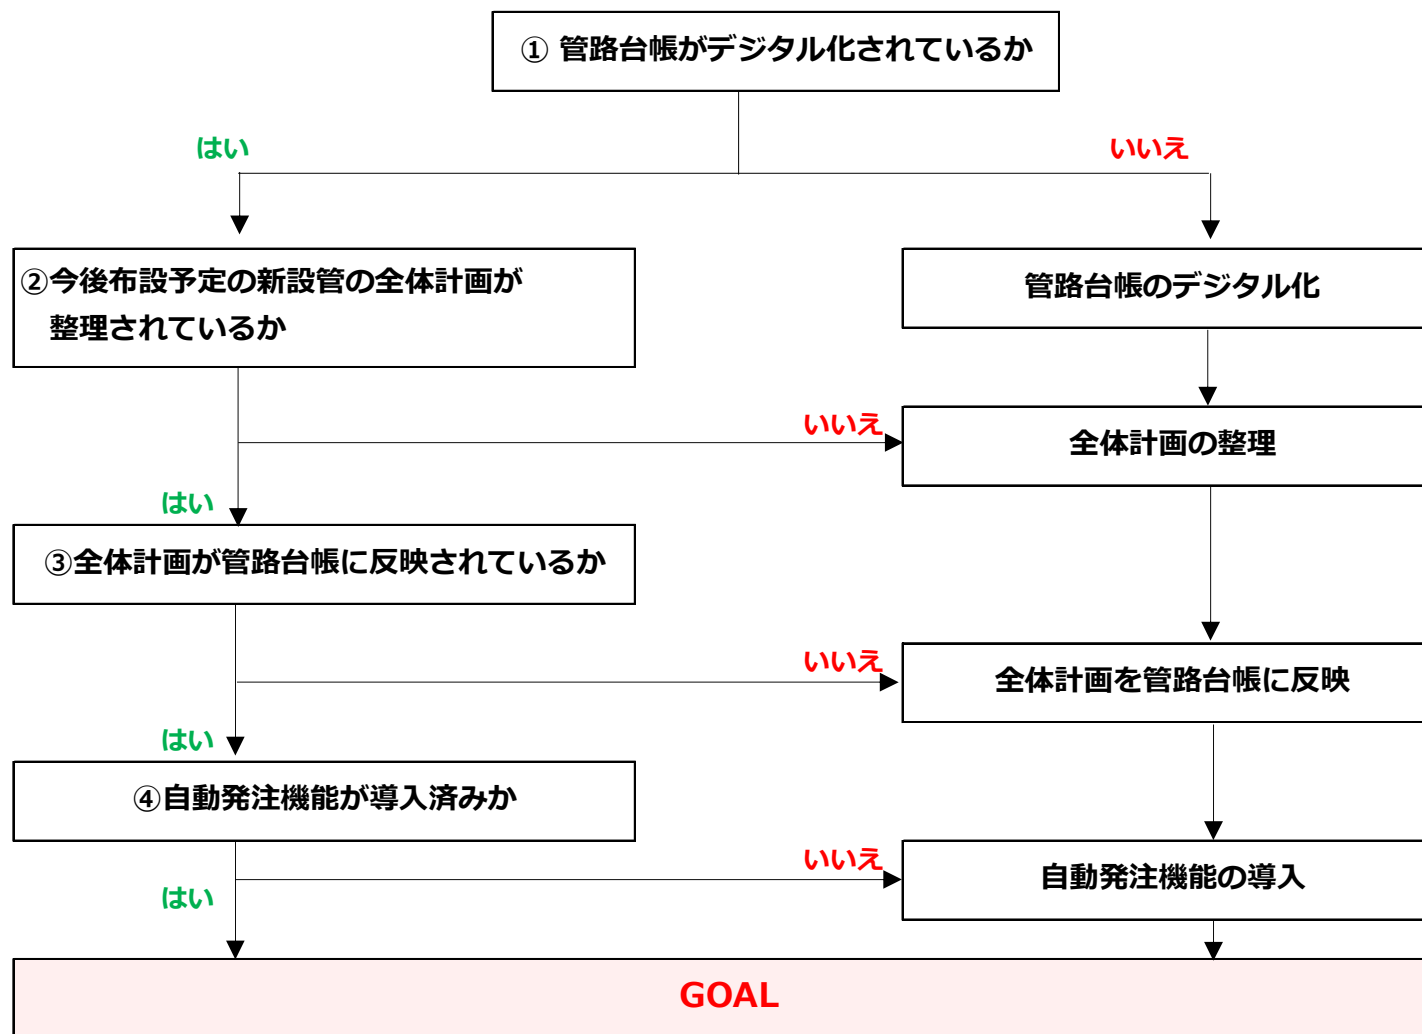 ① 管路台帳がデジタル化されているか
はい
いいえ
②今後布設予定の新設管の全体計画が
整理されているか
管路台帳のデジタル化
いいえ
全体計画の整理
はい
③全体計画が管路台帳に反映されているか
いいえ
全体計画を管路台帳に反映
はい
④自動発注機能が導入済みか
いいえ
自動発注機能の導入
はい
GOAL